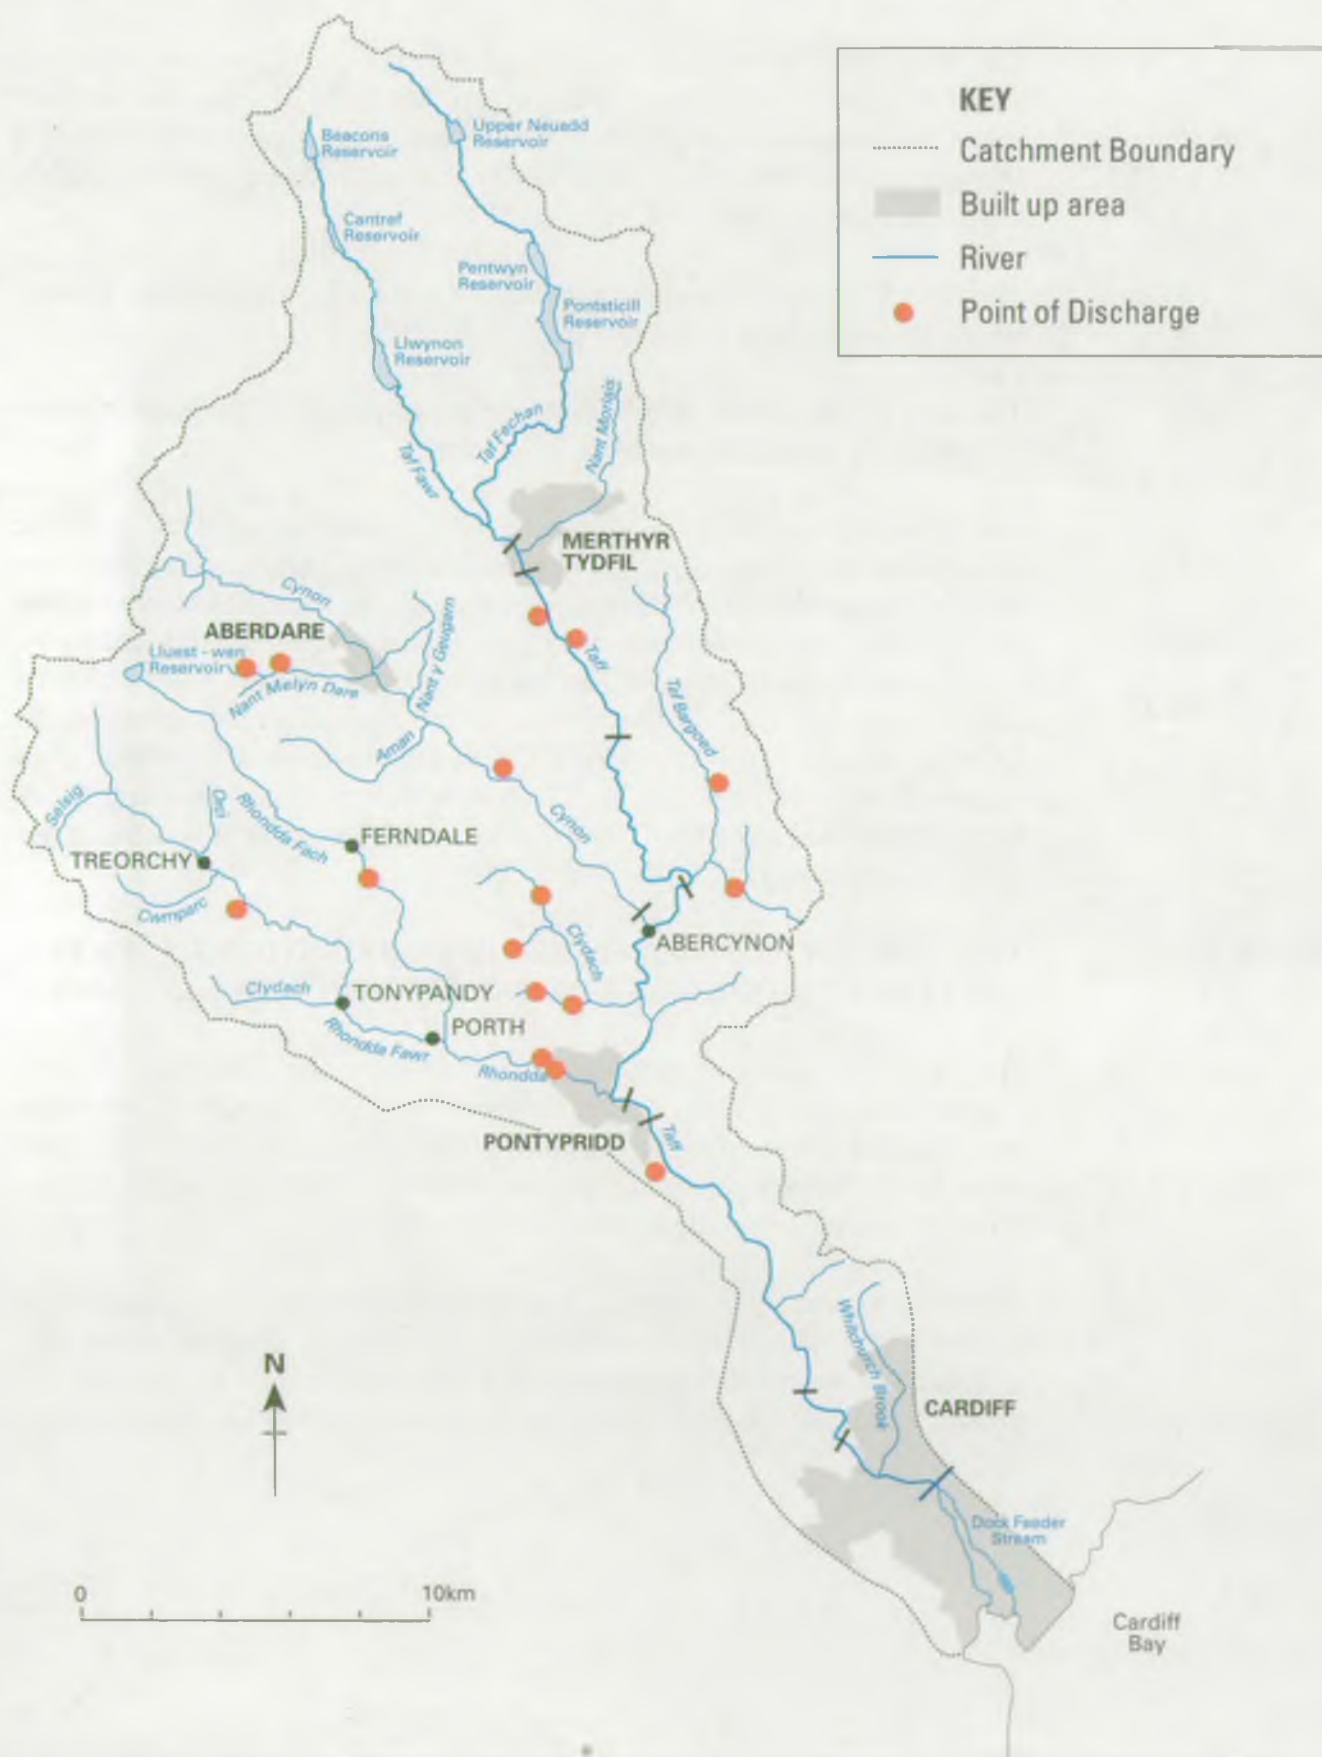 KEY
Catchment Boundary
Built up area
River
Point of Discharge
Beacons
Reservoir
Upper Neuadd
Reservoir
Cantref
Reservoir
Pentwyn
Reservoir
Pontsticill
Reservoir
Llwynon
Reservoir
Taf Fechan
Nant Morlais
Taf Fawr
MERTHYR
TYDFIL
Cynon
ABERDARE
Lluest - wen
Reservoir
Nant Melyn Dare
Nant y Geugarn
Taff
Taf Bargoed
Aman
Selsig
Orci
Rhondda Fach
FERNDALE
Cynon
TREORCHY
Cwmparc
Clydach
ABERCYNON
Clydach
TONYPANDY
PORTH
Rhondda Fawr
Rhondda
PONTYPRIDD
Taff
Whitchurch Brook
N
CARDIFF
Dock Feeder
Stream
0
10km
Cardiff
Bay